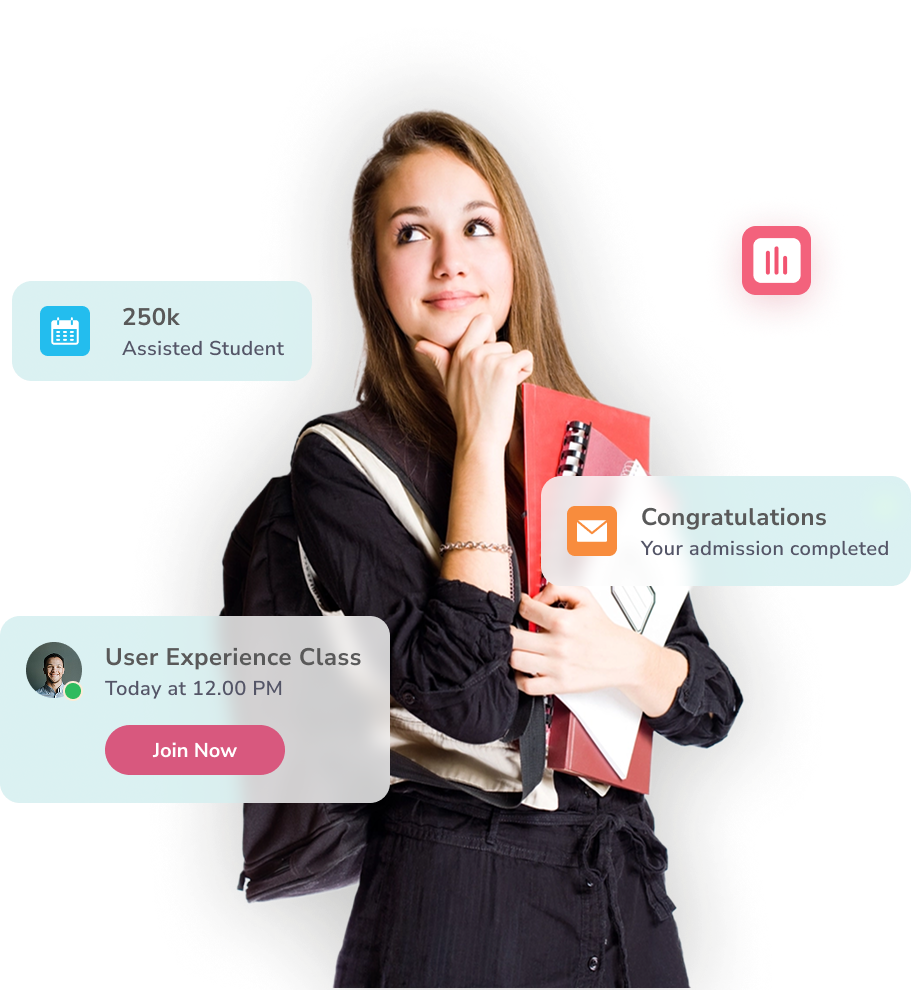 250k
Assisted Student
Congratulations
Your admission completed
User Experience Class
Today at 12.00 PM
Join Now